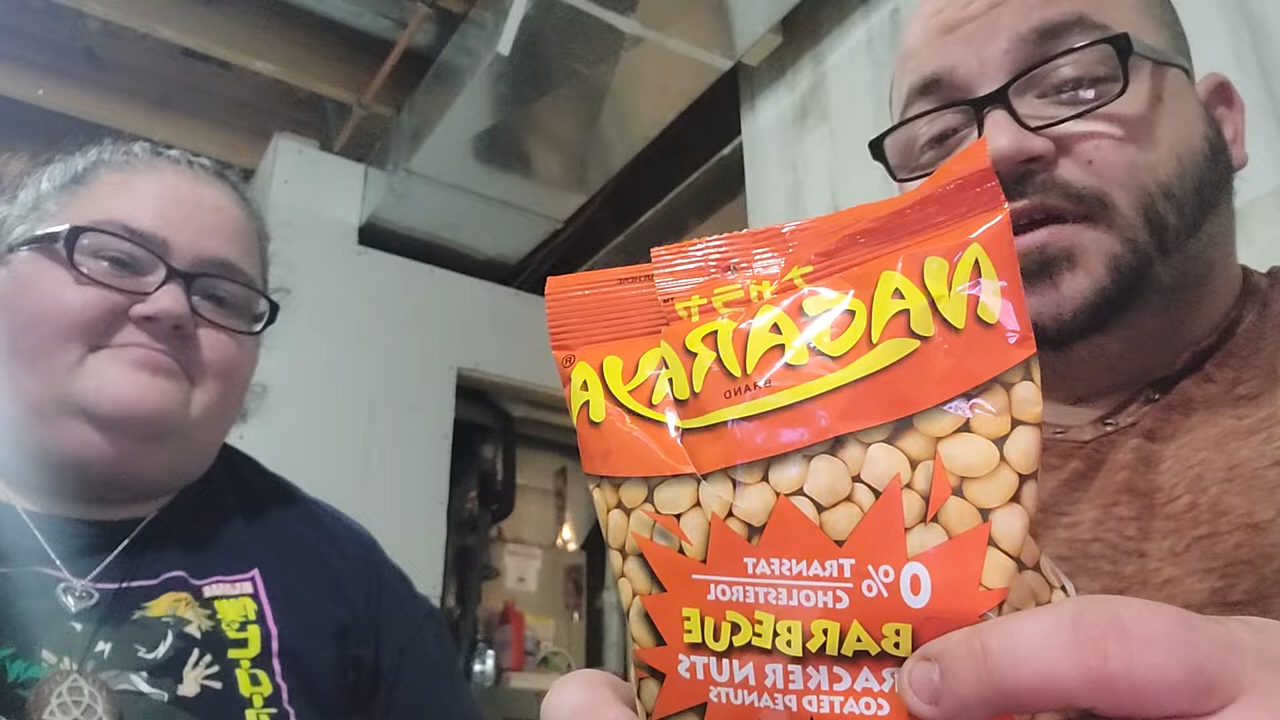 NAGARAYA®
BRAND
0% TRANSFAT
CHOLESTEROL
BARBECUE
RACKER NUTS
COATED PEANUTS